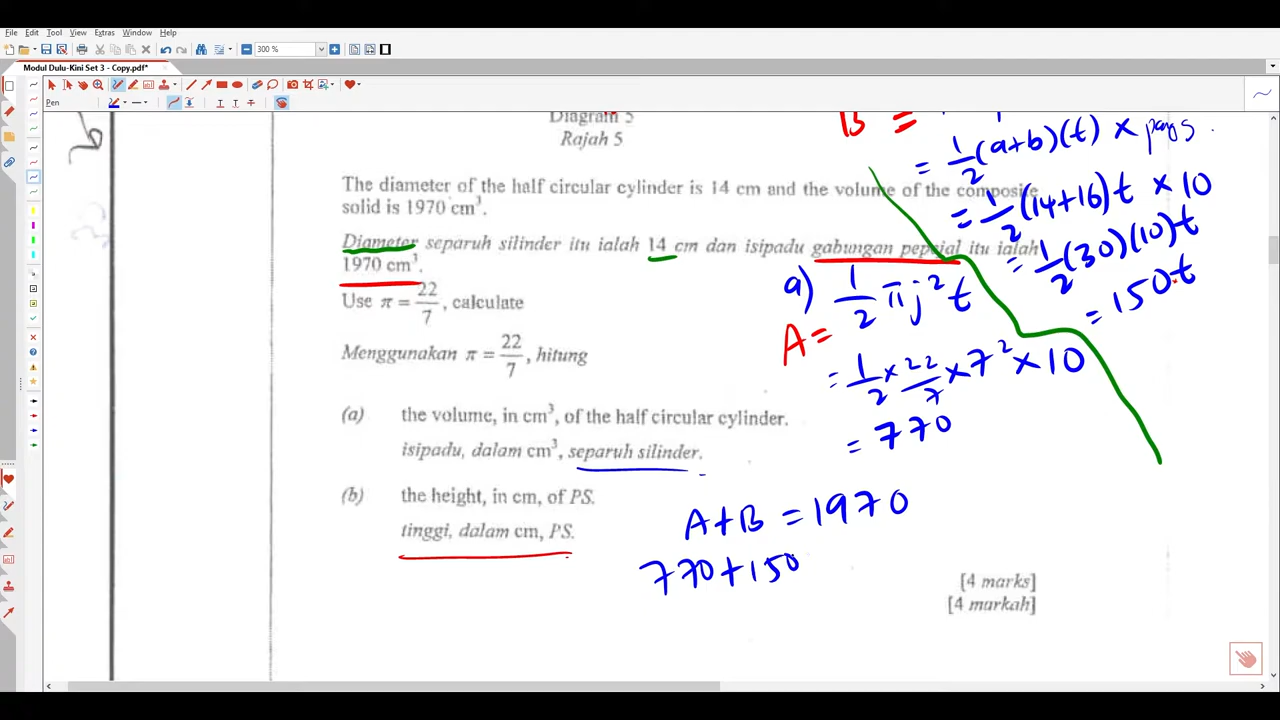 File Edit Tools View Extras Window Help
300 %
Modul Dulu-Kini Set 3 - Copy.pdf*
Pen
Diagram 5
Rajah 5
The diameter of the half circular cylinder is 14 cm and the volume of the composite
solid is 1970 cm³.
Diameter separuh silinder itu ialah 14 cm dan isipadu gabungan pepejal itu ialah
1970 cm³.
Use π = 22/7, calculate
Menggunakan π = 22/7, hitung
(a) the volume, in cm³, of the half circular cylinder.
isipadu, dalam cm³, separuh silinder.
(b) the height, in cm, of PS.
tinggi, dalam cm, PS.
[4 marks]
[4 markah]
B =
= 1/2 (a+b)(t) ×
= 1/2 (14+16) t × 10
= 1/2 (30)(10) t
= 150t
a) 1/2 πj²t
A =
= 1/2 × 22/7 × 7² × 10
= 770
A+B = 1970
770+150